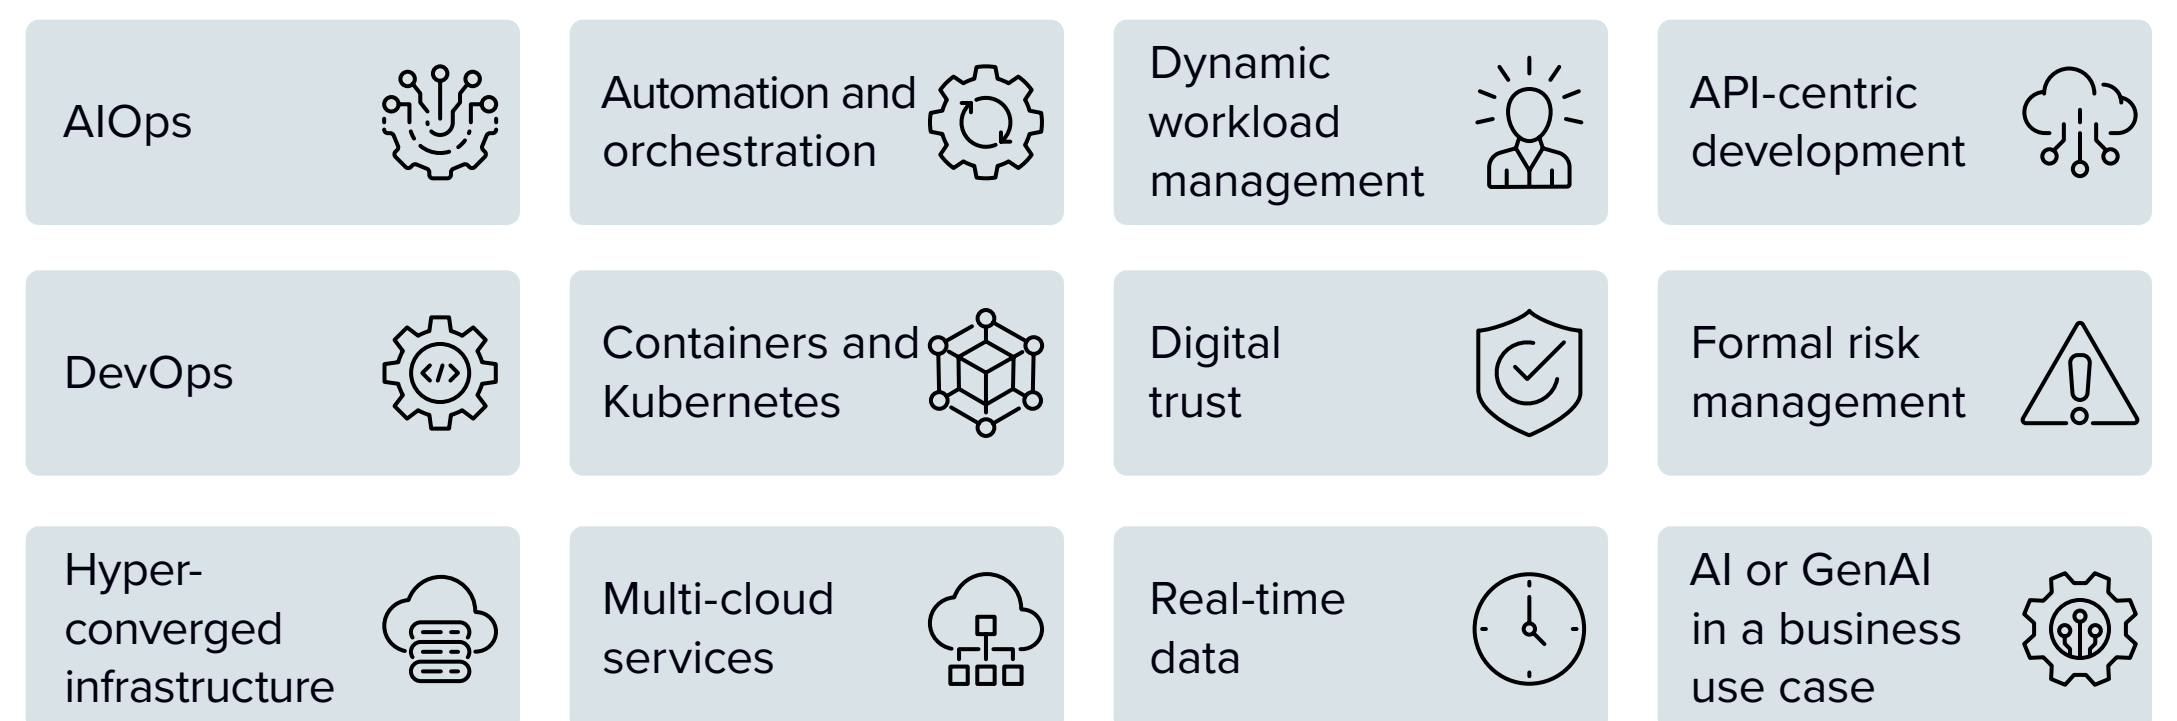 AIOps
Automation and
orchestration
Dynamic
workload
management
API-centric
development
DevOps
Containers and
Kubernetes
Digital
trust
Formal risk
management
Hyper-
converged
infrastructure
Multi-cloud
services
Real-time
data
AI or GenAI
in a business
use case